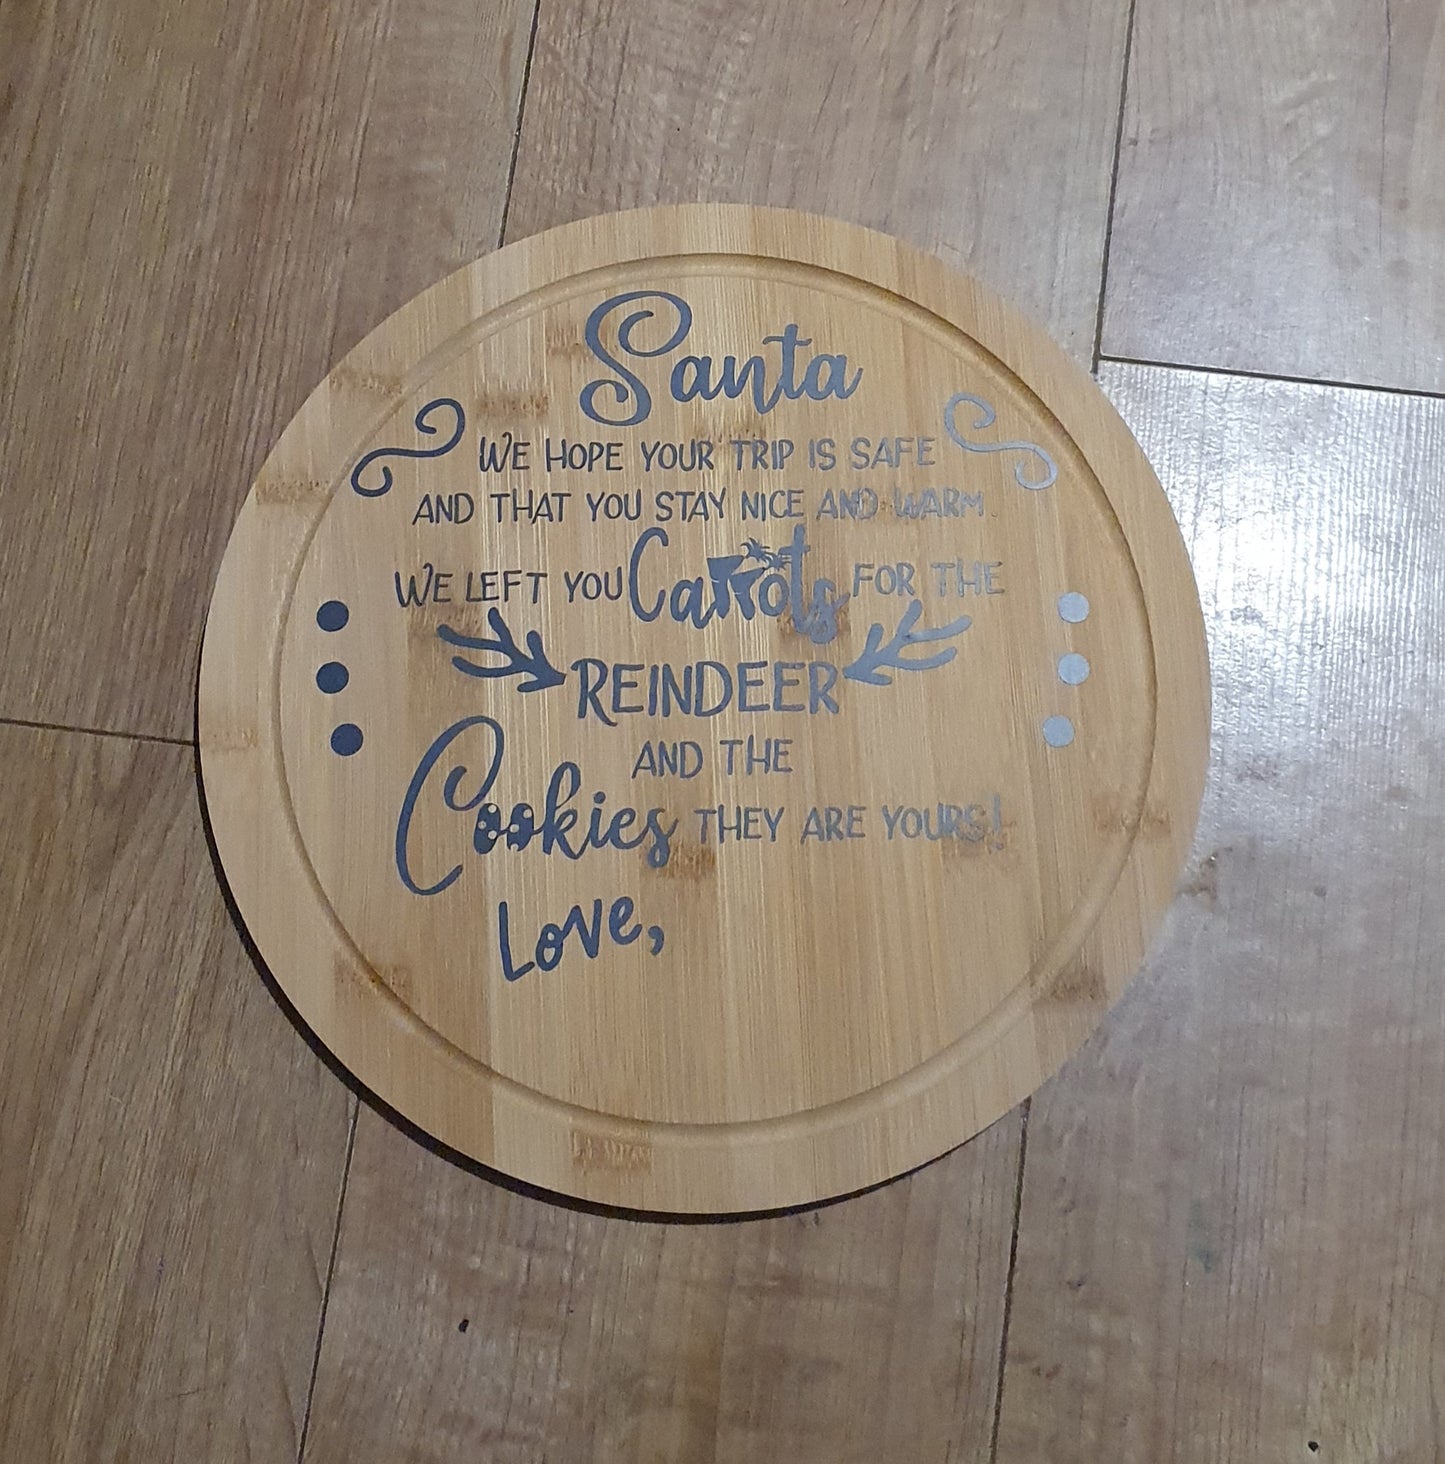 Santa
WE HOPE YOUR TRIP IS SAFE
AND THAT YOU STAY NICE AND WARM.
WE LEFT YOU Carrots FOR THE
REINDEER
AND THE
Cookies THEY ARE YOURS!
Love,